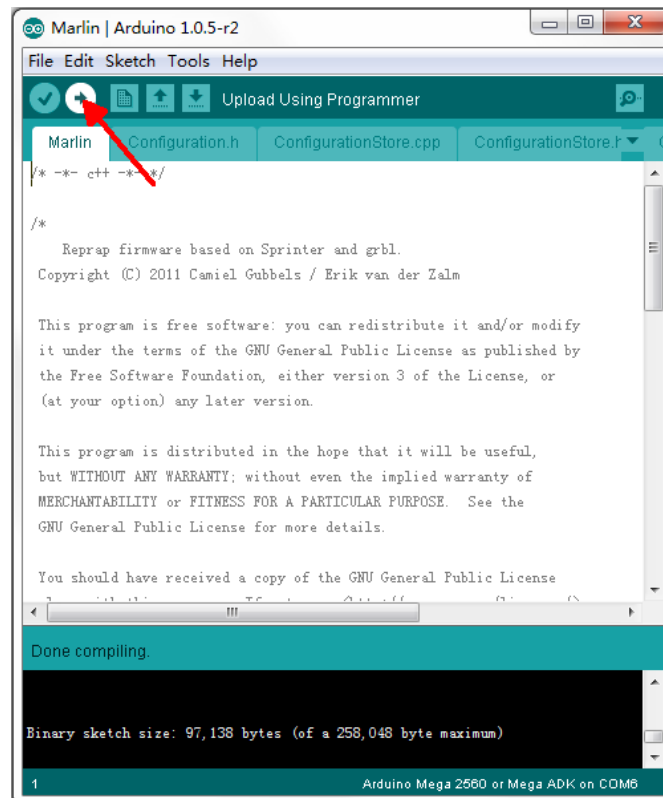 Marlin | Arduino 1.0.5-r2
File Edit Sketch Tools Help
Upload Using Programmer
Marlin Configuration.h ConfigurationStore.cpp ConfigurationStore.h
/* -*- c++ -*- */
/*
Reprap firmware based on Sprinter and grbl.
Copyright (C) 2011 Camiel Gubbels / Erik van der Zalm
This program is free software: you can redistribute it and/or modify
it under the terms of the GNU General Public License as published by
the Free Software Foundation, either version 3 of the License, or
(at your option) any later version.
This program is distributed in the hope that it will be useful,
but WITHOUT ANY WARRANTY; without even the implied warranty of
MERCHANTABILITY or FITNESS FOR A PARTICULAR PURPOSE. See the
GNU General Public License for more details.
You should have received a copy of the GNU General Public License
Done compiling.
Binary sketch size: 97,138 bytes (of a 258,048 byte maximum)
1 Arduino Mega 2560 or Mega ADK on COM6